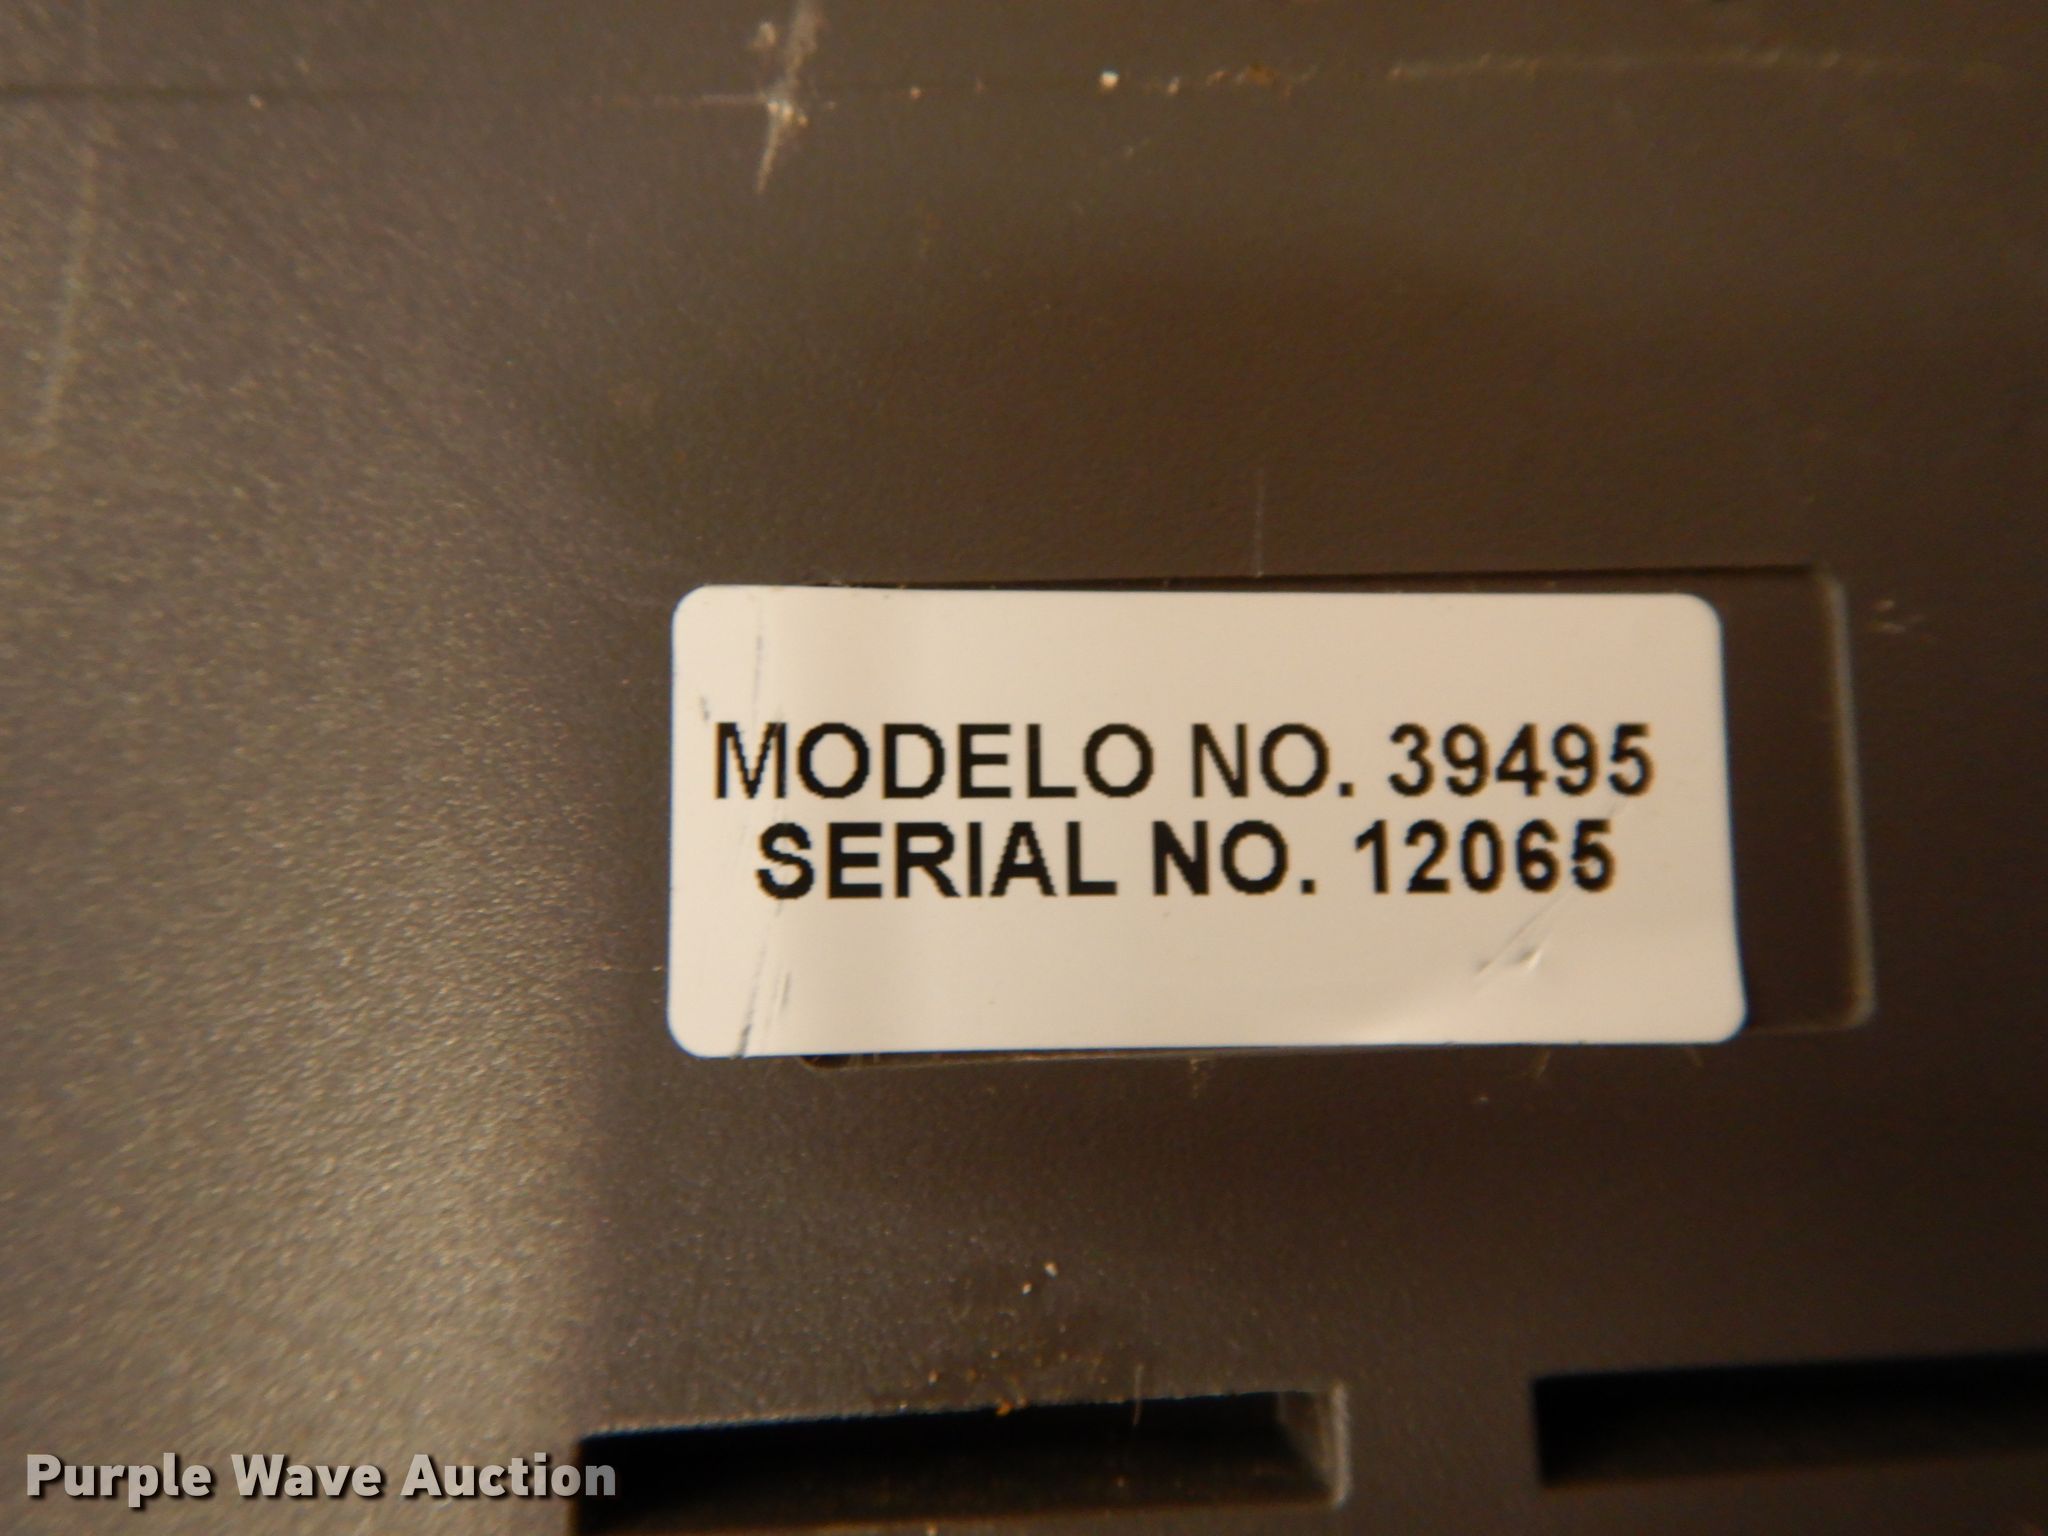 MODELO NO. 39495
SERIAL NO. 12065
Purple Wave Auction